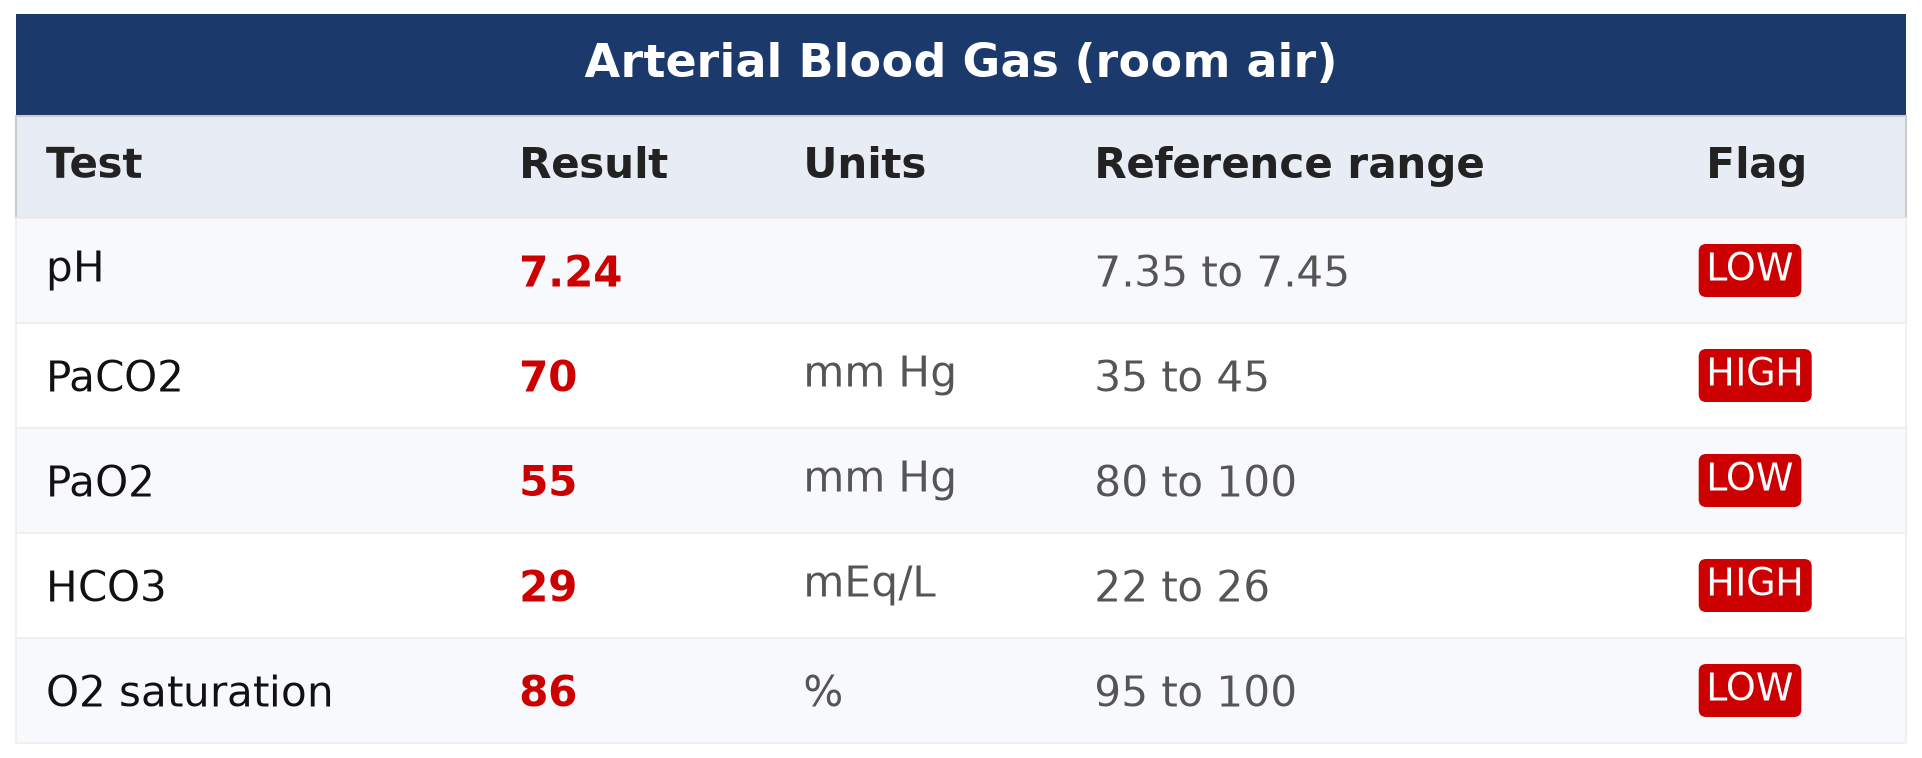 Arterial Blood Gas (room air)
Test Result Units Reference range Flag
pH 7.24 7.35 to 7.45 LOW
PaCO2 70 mm Hg 35 to 45 HIGH
PaO2 55 mm Hg 80 to 100 LOW
HCO3 29 mEq/L 22 to 26 HIGH
O2 saturation 86 % 95 to 100 LOW